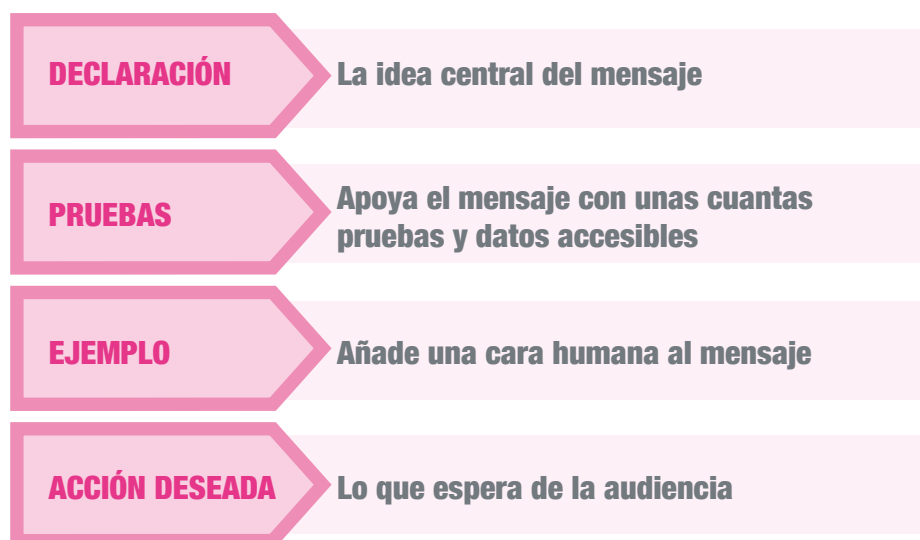 DECLARACIÓN
La idea central del mensaje
PRUEBAS
Apoya el mensaje con unas cuantas
pruebas y datos accesibles
EJEMPLO
Añade una cara humana al mensaje
ACCIÓN DESEADA
Lo que espera de la audiencia